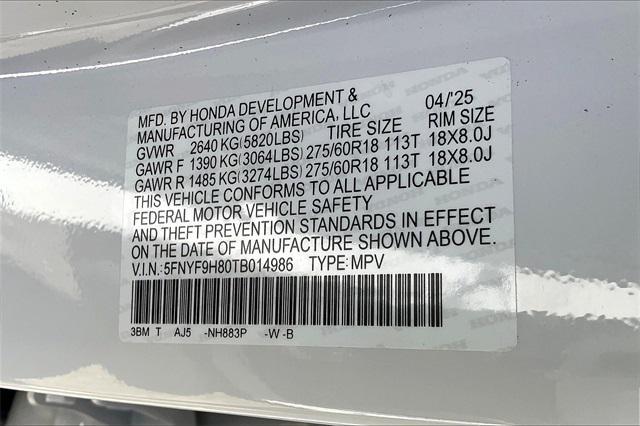 MFD. BY HONDA DEVELOPMENT & 04/'25
MANUFACTURING OF AMERICA, LLC RIM SIZE
GVWR 2640 KG(5820LBS) TIRE SIZE
GAWR F 1390 KG(3064LBS) 275/60R18 113T 18X8.0J
GAWR R 1485 KG(3274LBS) 275/60R18 113T 18X8.0J
THIS VEHICLE CONFORMS TO ALL APPLICABLE
FEDERAL MOTOR VEHICLE SAFETY
AND THEFT PREVENTION STANDARDS IN EFFECT
ON THE DATE OF MANUFACTURE SHOWN ABOVE.
V.I.N.:5FNYF9H80TB014986 TYPE:MPV
3BM T AJ5 -NH883P -W -B